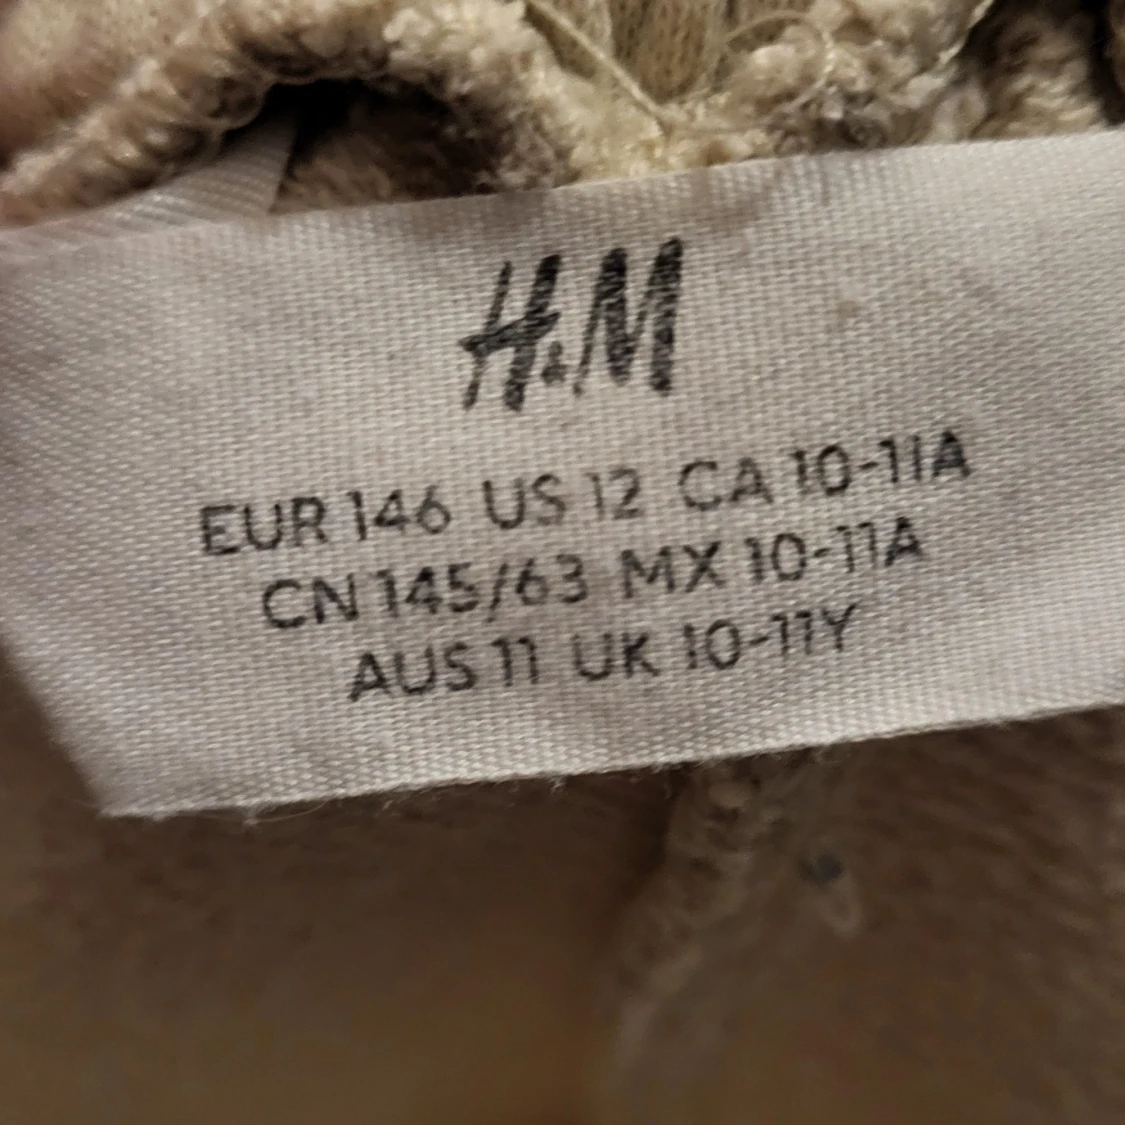 H&M
EUR 146 US 12 CA 10-11A
CN 145/63 MX 10-11A
AUS 11 UK 10-11Y